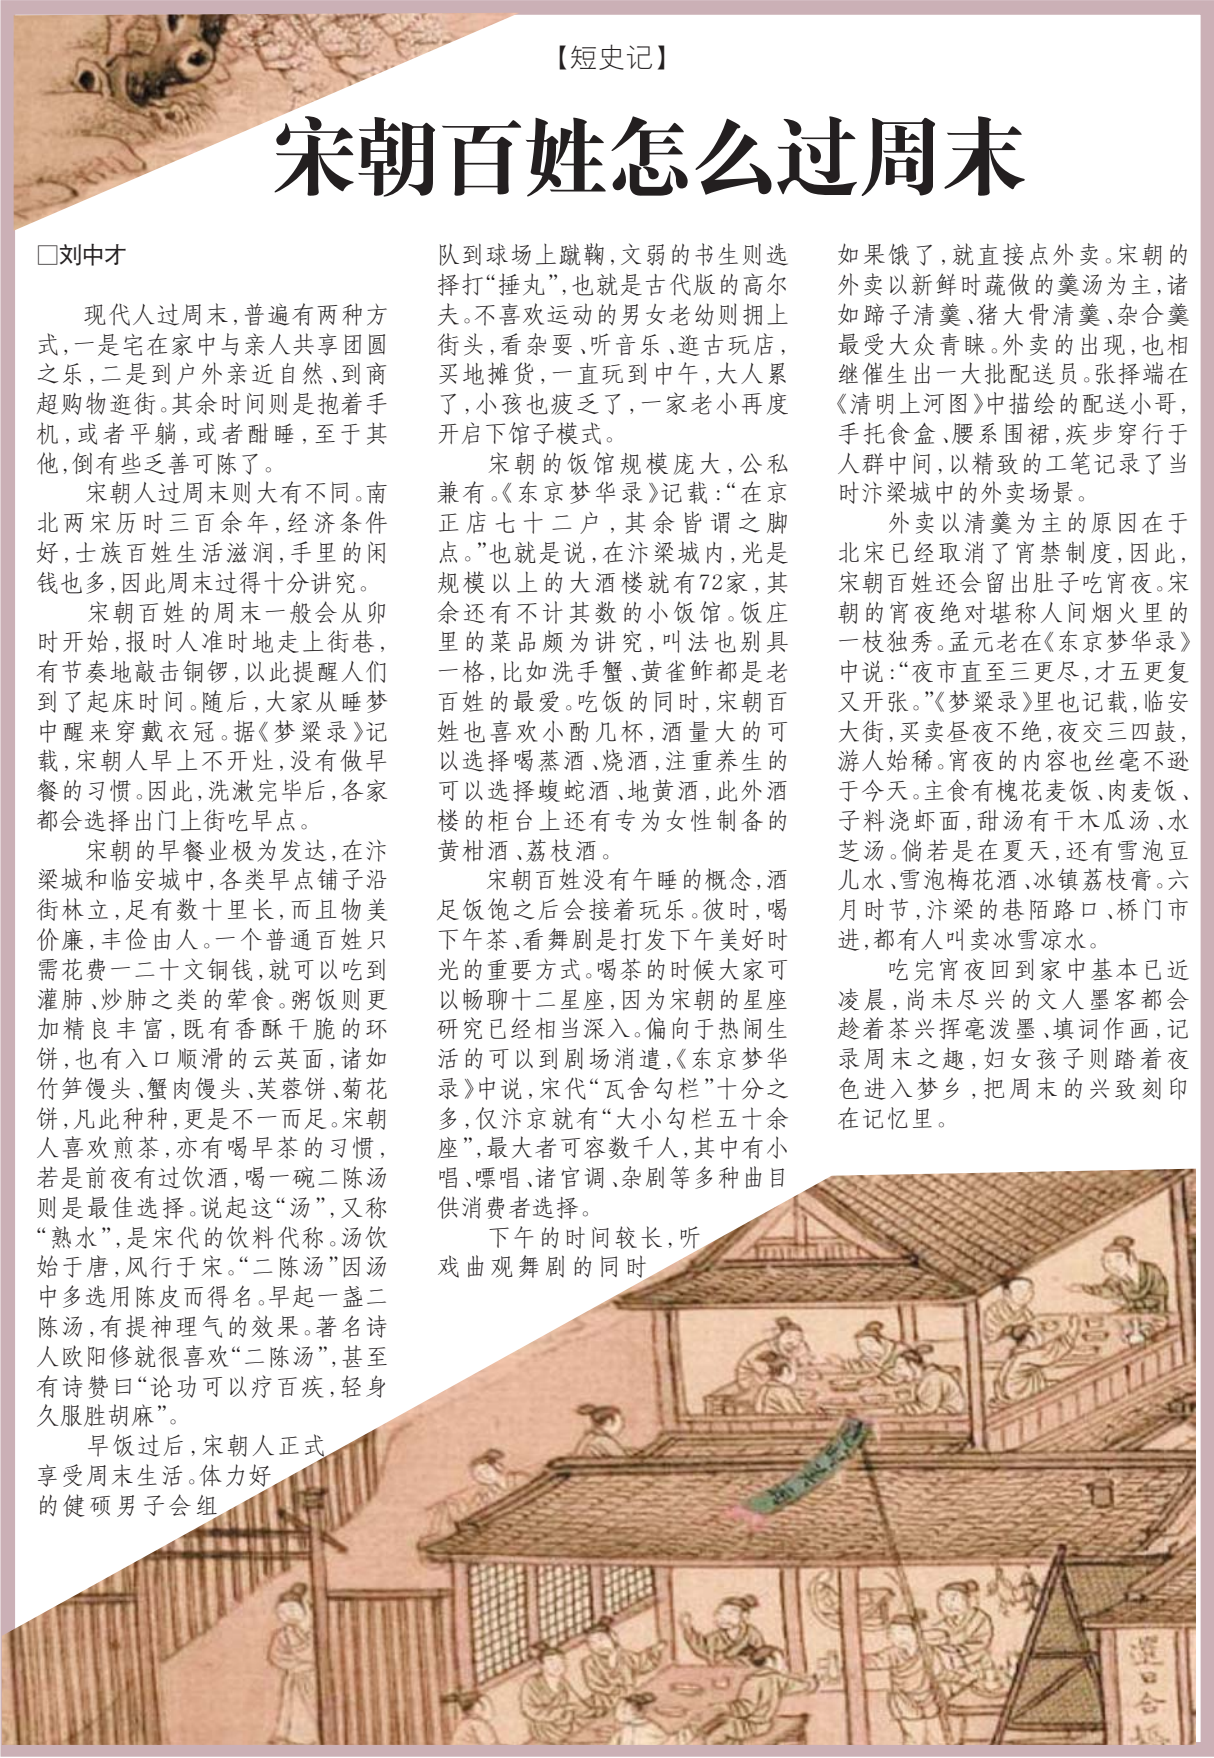 【短史记】
宋朝百姓怎么过周末
□刘中才
现代人过周末,普遍有两种方
式,一是宅在家中与亲人共享团圆
之乐,二是到户外亲近自然、到商
超购物逛街。其余时间则是抱着手
机,或者平躺,或者酣睡,至于其
他,倒有些乏善可陈了。
宋朝人过周末则大有不同。南
北两宋历时三百余年,经济条件
好,士族百姓生活滋润,手里的闲
钱也多,因此周末过得十分讲究。
宋朝百姓的周末一般会从卯
时开始,报时人准时地走上街巷,
有节奏地敲击铜锣,以此提醒人们
到了起床时间。随后,大家从睡梦
中醒来穿戴衣冠。据《梦粱录》记
载,宋朝人早上不开灶,没有做早
餐的习惯。因此,洗漱完毕后,各家
都会选择出门上街吃早点。
宋朝的早餐业极为发达,在汴
梁城和临安城中,各类早点铺子沿
街林立,足有数十里长,而且物美
价廉,丰俭由人。一个普通百姓只
需花费一二十文铜钱,就可以吃到
灌肺、炒肺之类的荤食。粥饭则更
加精良丰富,既有香酥干脆的环
饼,也有入口顺滑的云英面,诸如
竹笋馒头、蟹肉馒头、芙蓉饼、菊花
饼,凡此种种,更是不一而足。宋朝
人喜欢煎茶,亦有喝早茶的习惯,
若是前夜有过饮酒,喝一碗二陈汤
则是最佳选择。说起这“汤”,又称
“熟水”,是宋代的饮料代称。汤饮
始于唐,风行于宋。“二陈汤”因汤
中多选用陈皮而得名。早起一盏二
陈汤,有提神理气的效果。著名诗
人欧阳修就很喜欢“二陈汤”,甚至
有诗赞曰“论功可以疗百疾,轻身
久服胜胡麻”。
早饭过后,宋朝人正式
享受周末生活。体力好
的健硕男子会组
队到球场上蹴鞠,文弱的书生则选
择打“捶丸”,也就是古代版的高尔
夫。不喜欢运动的男女老幼则拥上
街头,看杂耍、听音乐、逛古玩店,
买地摊货,一直玩到中午,大人累
了,小孩也疲乏了,一家老小再度
开启下馆子模式。
宋朝的饭馆规模庞大,公私
兼有。《东京梦华录》记载:“在京
正店七十二户,其余皆谓之脚
点。”也就是说,在汴梁城内,光是
规模以上的大酒楼就有72家,其
余还有不计其数的小饭馆。饭庄
里的菜品颇为讲究,叫法也别具
一格,比如洗手蟹、黄雀鲊都是老
百姓的最爱。吃饭的同时,宋朝百
姓也喜欢小酌几杯,酒量大的可
以选择喝蒸酒、烧酒,注重养生的
可以选择蝮蛇酒、地黄酒,此外酒
楼的柜台上还有专为女性制备的
黄柑酒、荔枝酒。
宋朝百姓没有午睡的概念,酒
足饭饱之后会接着玩乐。彼时,喝
下午茶、看舞剧是打发下午美好时
光的重要方式。喝茶的时候大家可
以畅聊十二星座,因为宋朝的星座
研究已经相当深入。偏向于热闹生
活的可以到剧场消遣,《东京梦华
录》中说,宋代“瓦舍勾栏”十分之
多,仅汴京就有“大小勾栏五十余
座”,最大者可容数千人,其中有小
唱、嘌唱、诸官调、杂剧等多种曲目
供消费者选择。
下午的时间较长,听
戏曲观舞剧的同时
如果饿了,就直接点外卖。宋朝的
外卖以新鲜时蔬做的羹汤为主,诸
如蹄子清羹、猪大骨清羹、杂合羹
最受大众青睐。外卖的出现,也相
继催生出一大批配送员。张择端在
《清明上河图》中描绘的配送小哥,
手托食盒、腰系围裙,疾步穿行于
人群中间,以精致的工笔记录了当
时汴梁城中的外卖场景。
外卖以清羹为主的原因在于
北宋已经取消了宵禁制度,因此,
宋朝百姓还会留出肚子吃宵夜。宋
朝的宵夜绝对堪称人间烟火里的
一枝独秀。孟元老在《东京梦华录》
中说:“夜市直至三更尽,才五更复
又开张。”《梦粱录》里也记载,临安
大街,买卖昼夜不绝,夜交三四鼓,
游人始稀。宵夜的内容也丝毫不逊
于今天。主食有槐花麦饭、肉麦饭、
子料浇虾面,甜汤有干木瓜汤、水
芝汤。倘若是在夏天,还有雪泡豆
儿水、雪泡梅花酒、冰镇荔枝膏。六
月时节,汴梁的巷陌路口、桥门市
进,都有人叫卖冰雪凉水。
吃完宵夜回到家中基本已近
凌晨,尚未尽兴的文人墨客都会
趁着茶兴挥毫泼墨、填词作画,记
录周末之趣,妇女孩子则踏着夜
色进入梦乡,把周末的兴致刻印
在记忆里。